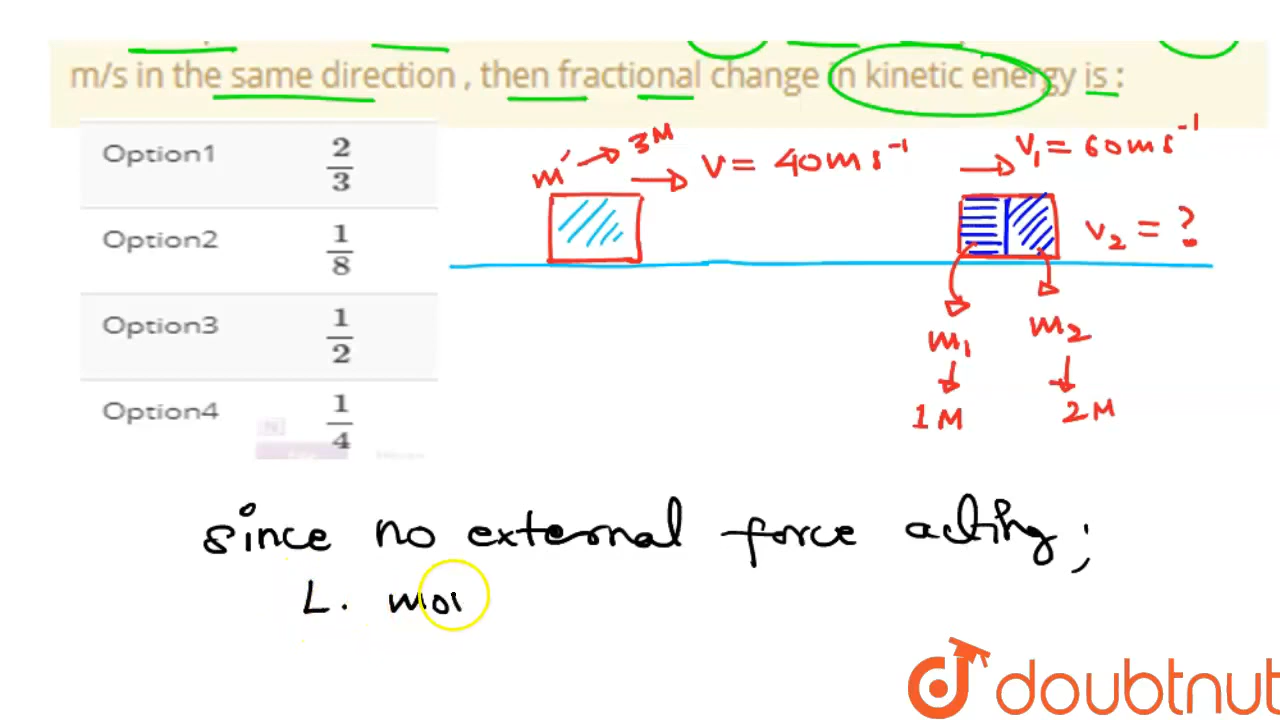 m/s in the same direction , then fractional change in kinetic energy is :
Option1 2/3
Option2 1/8
Option3 1/2
Option4 1/4
m' → 3M
V = 40 m s⁻¹
V₁ = 60 m s⁻¹
V₂ = ?
m₁ m₂
1M 2M
since no external force acting;
L. mo
doubtnut